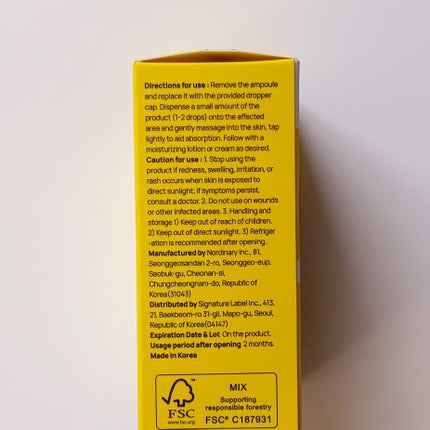 Directions for use : Remove the ampoule
and replace it with the provided dropper
cap. Dispense a small amount of the
product (1-2 drops) onto the affected
area and gently massage into the skin, tap
lightly to aid absorption. Follow with a
moisturizing lotion or cream as desired.
Caution for use : 1. Stop using the
product if redness, swelling, irritation, or
rash occurs when skin is exposed to
direct sunlight; if symptoms persist,
consult a doctor. 2. Do not use on wounds
or other infected areas. 3. Handling and
storage 1) Keep out of reach of children.
2) Keep out of direct sunlight. 3) Refriger
-ation is recommended after opening.
Manufactured by Nordinary Inc., 81,
Seonggeosandan 2-ro, Seonggeo-eup,
Seobuk-gu, Cheonan-si,
Chungcheongnam-do, Republic of
Korea(31043)
Distributed by Signature Label Inc., 413,
21, Baekbeom-ro 31-gil, Mapo-gu, Seoul,
Republic of Korea(04147)
Expiration Date & Lot On the product.
Usage period after opening 2 months.
Made in Korea
FSC
www.fsc.org
MIX
Supporting
responsible forestry
FSC® C187931